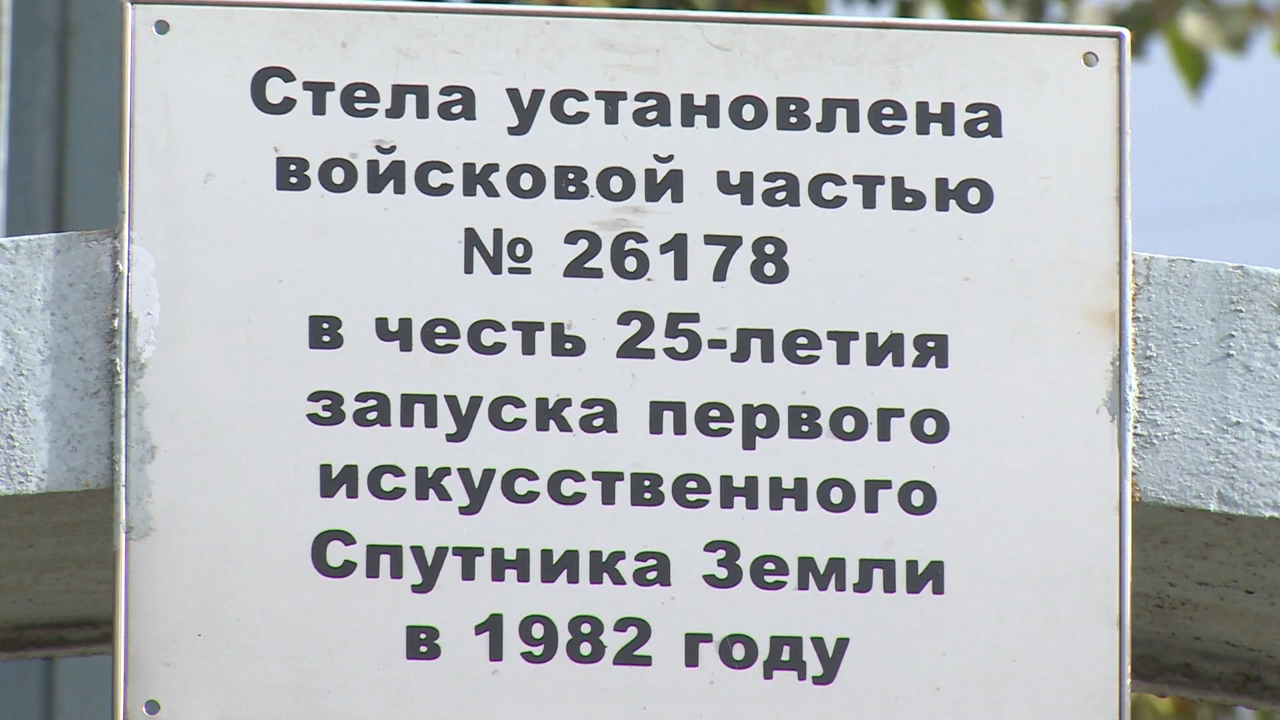 Стела установлена
войсковой частью
№ 26178
в честь 25-летия
запуска первого
искусственного
Спутника Земли
в 1982 году